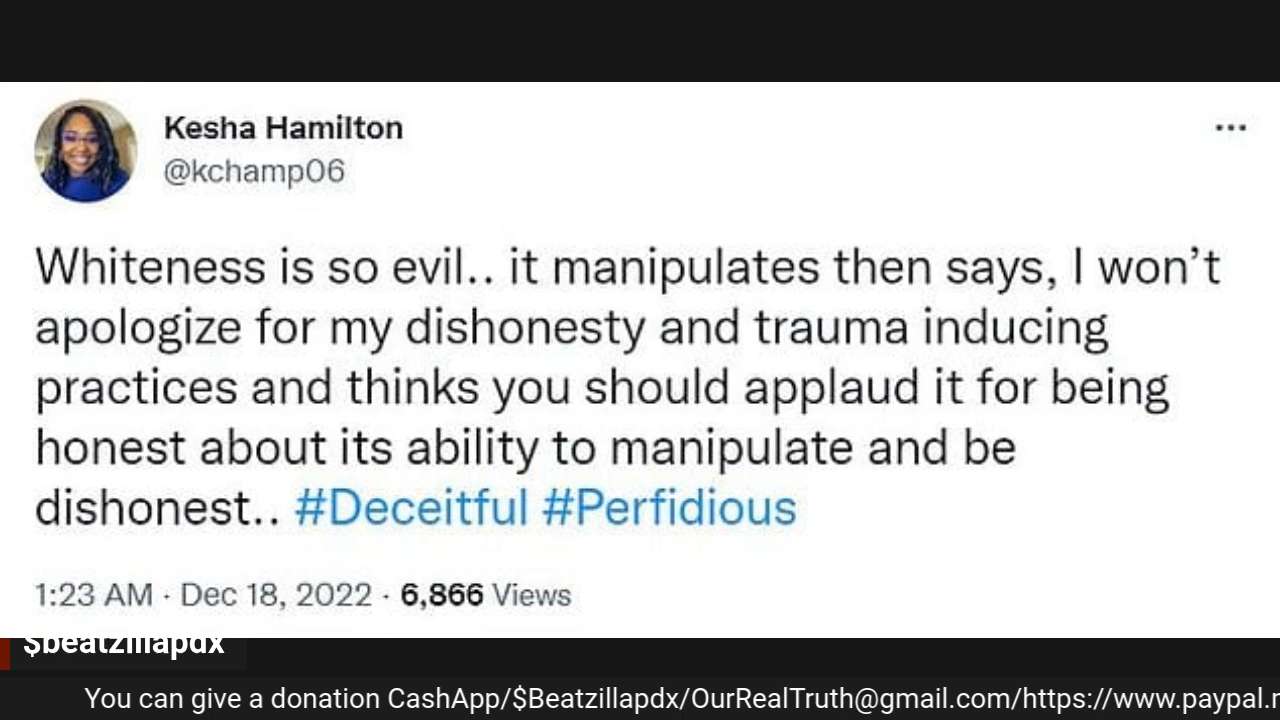 Kesha Hamilton
@kchamp06
Whiteness is so evil.. it manipulates then says, I won’t
apologize for my dishonesty and trauma inducing
practices and thinks you should applaud it for being
honest about its ability to manipulate and be
dishonest.. #Deceitful #Perfidious
1:23 AM · Dec 18, 2022 · 6,866 Views
$beatzillapdx
You can give a donation CashApp/$Beatzillapdx/OurRealTruth@gmail.com/https://www.paypal.